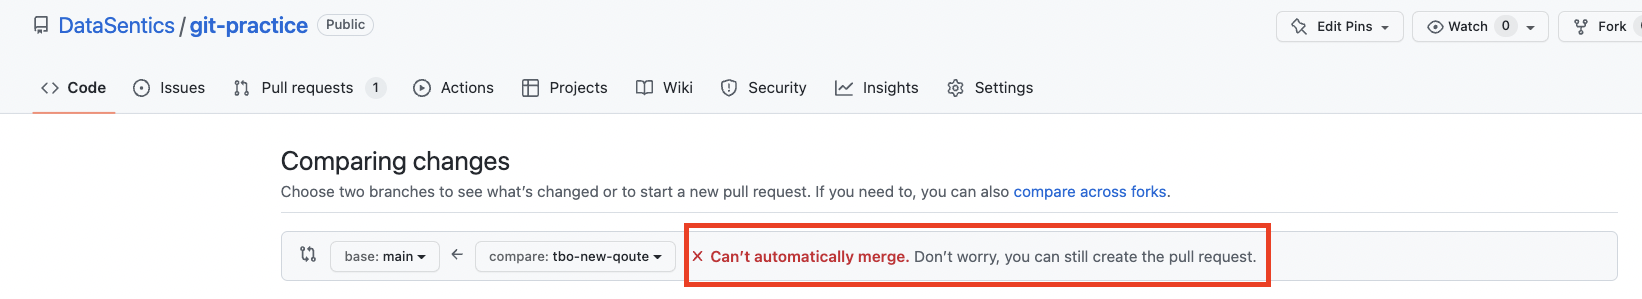 DataSentics / git-practice Public
Edit Pins Watch 0 Fork
Code Issues Pull requests 1 Actions Projects Wiki Security Insights Settings
Comparing changes
Choose two branches to see what's changed or to start a new pull request. If you need to, you can also compare across forks.
base: main compare: tbo-new-qoute Can't automatically merge. Don't worry, you can still create the pull request.